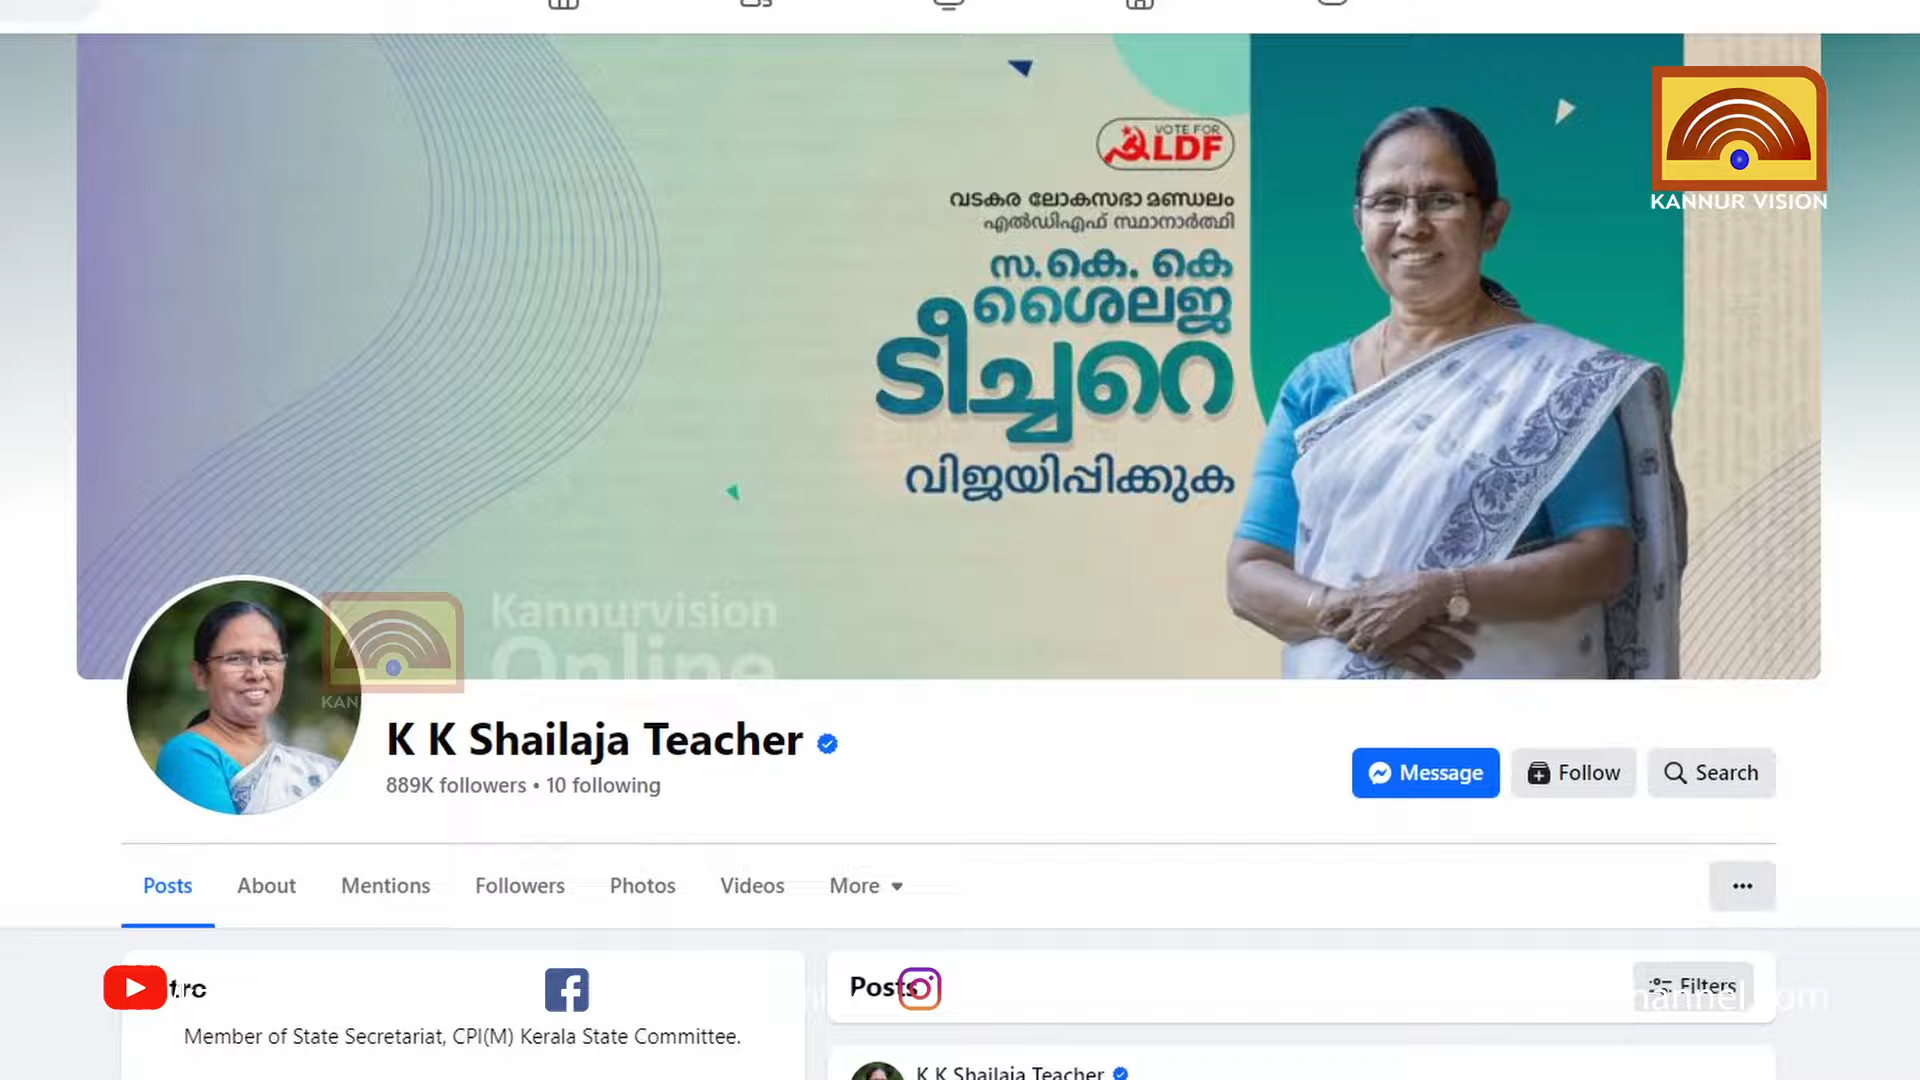 VOTE FOR
LDF
വടകര ലോകസഭാ മണ്ഡലം
എൽഡിഎഫ് സ്ഥാനാർത്ഥി
സ. കെ. കെ
ശൈലജ
ടീച്ചറെ
വിജയിപ്പിക്കുക
KANNUR VISION
Kannurvision
Online
KAN
K K Shailaja Teacher
889K followers • 10 following
Message
Follow
Search
Posts
About
Mentions
Followers
Photos
Videos
More
Posts
Filters
Member of State Secretariat, CPI(M) Kerala State Committee.
K K Shailaja Teacher